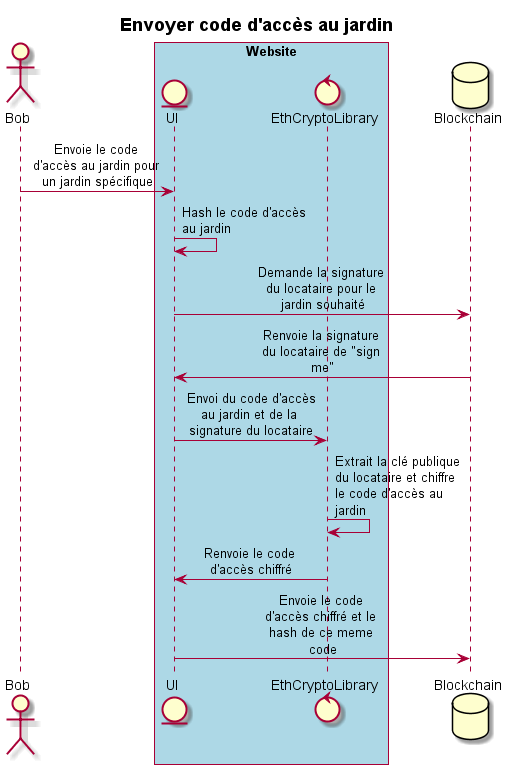 Envoyer code d'accès au jardin
Website
Bob
UI
EthCryptoLibrary
Blockchain
Envoie le code
d'accès au jardin pour
un jardin spécifique
Hash le code d'accès
au jardin
Demande la signature
du locataire pour le
jardin souhaité
Renvoie la signature
du locataire de "sign
me"
Envoi du code d'accès
au jardin et de la
signature du locataire
Extrait la clé publique
du locataire et chiffre
le code d'accès au
jardin
Renvoie le code
d'accès chiffré
Envoie le code
d'accès chiffré et le
hash de ce meme
code
Bob
UI
EthCryptoLibrary
Blockchain